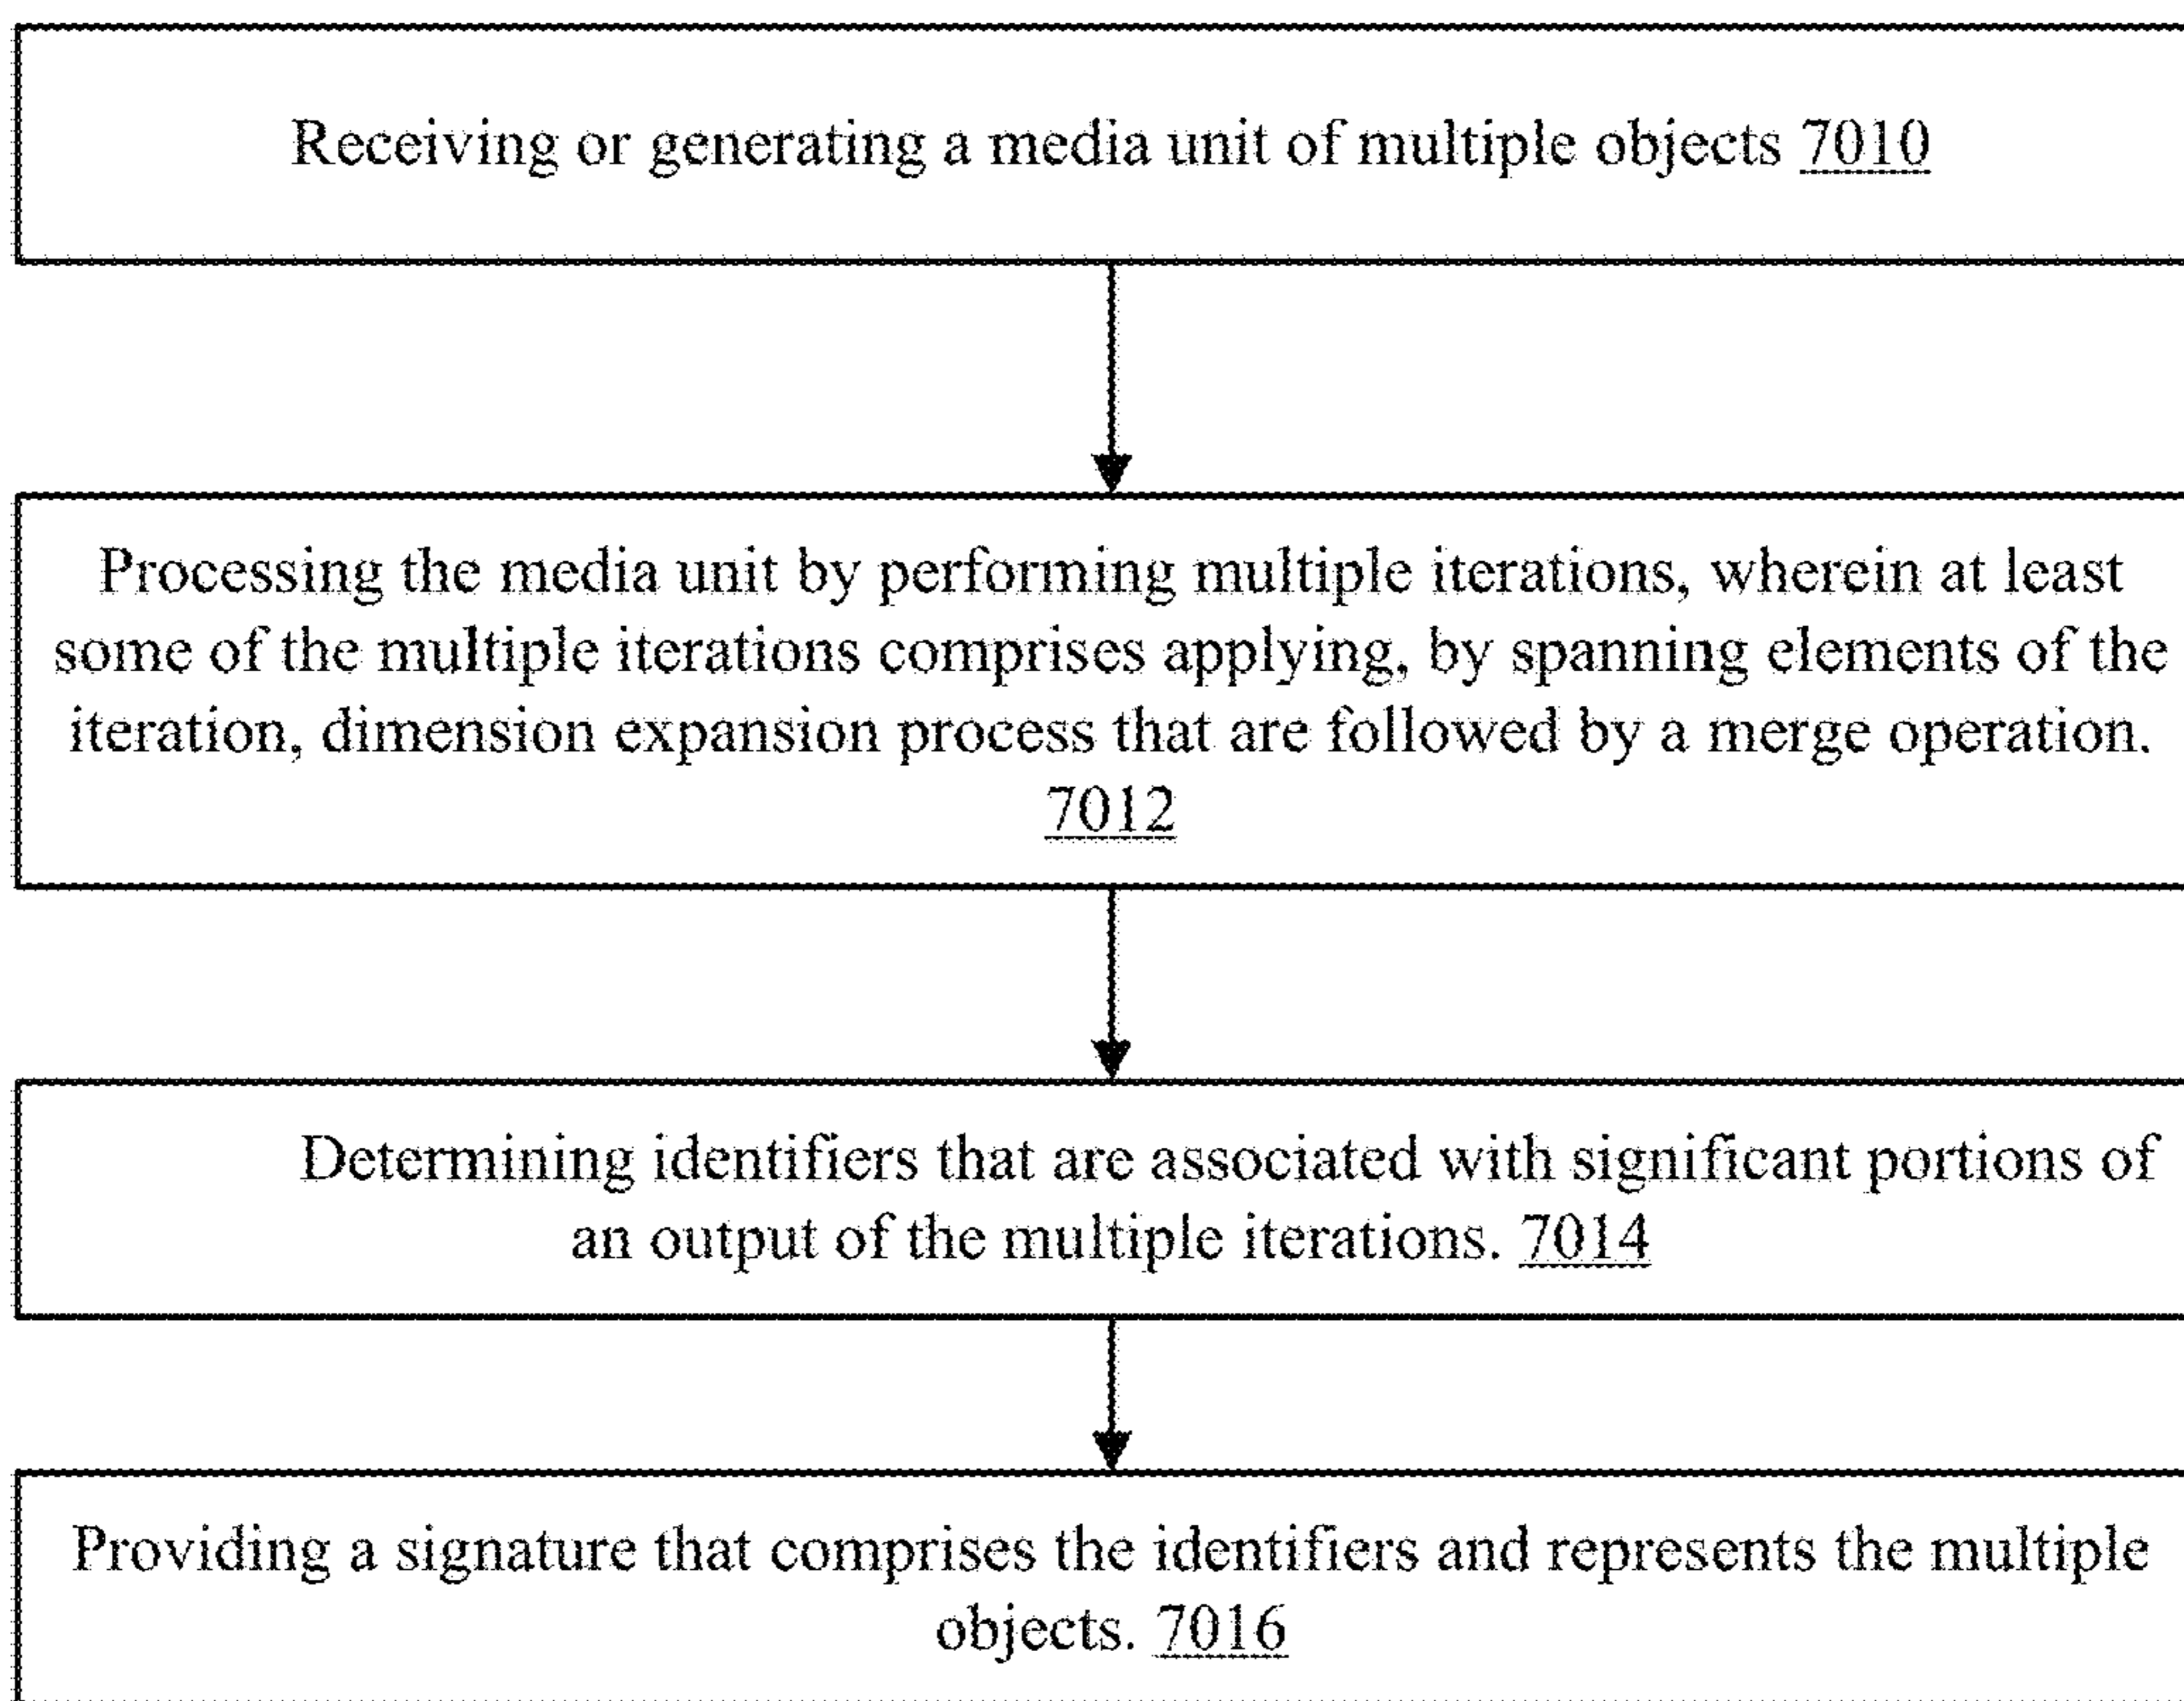 Receiving or generating a media unit of multiple objects 7010
Processing the media unit by performing multiple iterations, wherein at least
some of the multiple iterations comprises applying, by spanning elements of the
iteration, dimension expansion process that are followed by a merge operation.
7012
Determining identifiers that are associated with significant portions of
an output of the multiple iterations. 7014
Providing a signature that comprises the identifiers and represents the multiple
objects. 7016